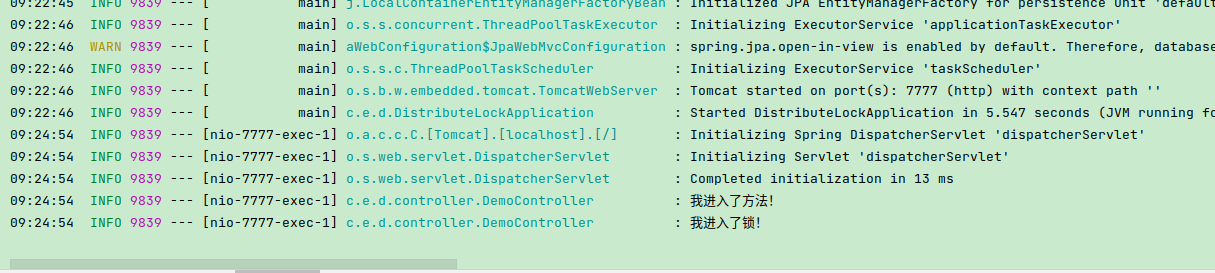 09:22:45  INFO 9839 --- [           main] j.LocalContainerEntityManagerFactoryBean : Initialized JPA EntityManagerFactory for persistence unit 'default
09:22:46  INFO 9839 --- [           main] o.s.s.concurrent.ThreadPoolTaskExecutor  : Initializing ExecutorService 'applicationTaskExecutor'
09:22:46  WARN 9839 --- [           main] aWebConfiguration$JpaWebMvcConfiguration : spring.jpa.open-in-view is enabled by default. Therefore, database
09:22:46  INFO 9839 --- [           main] o.s.s.c.ThreadPoolTaskScheduler          : Initializing ExecutorService 'taskScheduler'
09:22:46  INFO 9839 --- [           main] o.s.b.w.embedded.tomcat.TomcatWebServer  : Tomcat started on port(s): 7777 (http) with context path ''
09:22:46  INFO 9839 --- [           main] c.e.d.DistributeLockApplication          : Started DistributeLockApplication in 5.547 seconds (JVM running fo
09:24:54  INFO 9839 --- [nio-7777-exec-1] o.a.c.c.C.[Tomcat].[localhost].[/]       : Initializing Spring DispatcherServlet 'dispatcherServlet'
09:24:54  INFO 9839 --- [nio-7777-exec-1] o.s.web.servlet.DispatcherServlet        : Initializing Servlet 'dispatcherServlet'
09:24:54  INFO 9839 --- [nio-7777-exec-1] o.s.web.servlet.DispatcherServlet        : Completed initialization in 13 ms
09:24:54  INFO 9839 --- [nio-7777-exec-1] c.e.d.controller.DemoController          : 我进入了方法！
09:24:54  INFO 9839 --- [nio-7777-exec-1] c.e.d.controller.DemoController          : 我进入了锁！